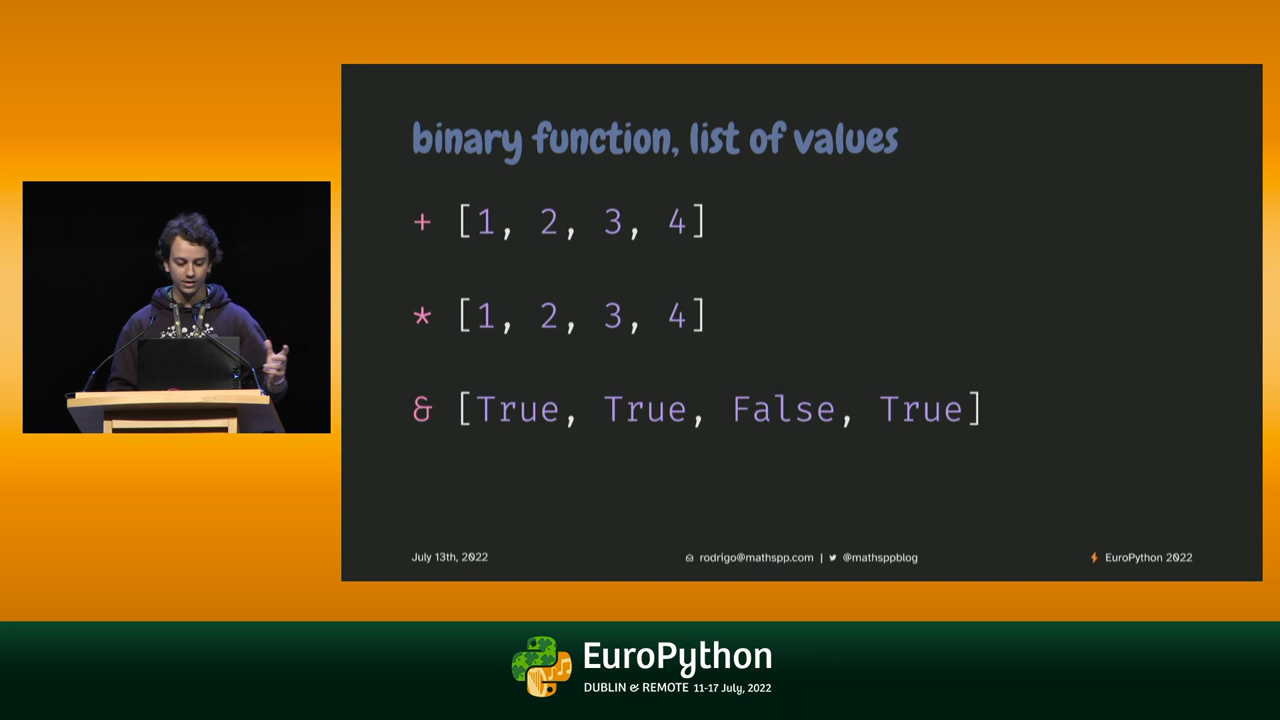 binary function, list of values
+ [1, 2, 3, 4]
* [1, 2, 3, 4]
& [True, True, False, True]
July 13th, 2022
rodrigo@mathspp.com | @mathsppblog
EuroPython 2022
EuroPython
DUBLIN & REMOTE 11-17 July, 2022